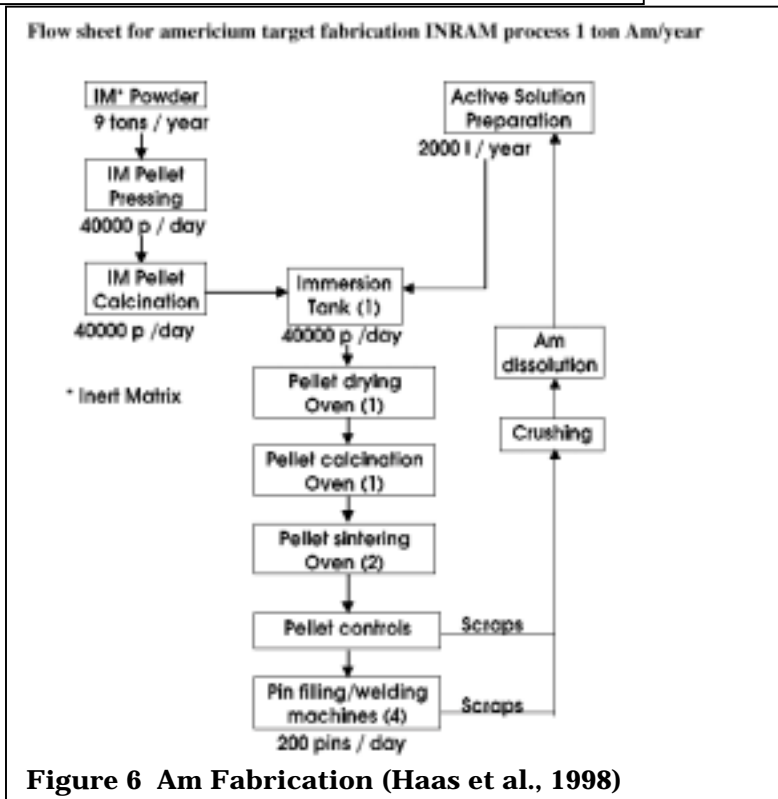 Flow sheet for americium target fabrication INRAM process 1 ton Am/year
IM* Powder
9 tons / year
IM Pellet
Pressing
40000 p / day
IM Pellet
Calcination
40000 p /day
* Inert Matrix
Active Solution
Preparation
2000 l / year
Immersion
Tank (1)
40000 p /day
Pellet drying
Oven (1)
Pellet calcination
Oven (1)
Pellet sintering
Oven (2)
Pellet controls
Scraps
Pin filling/welding
machines (4)
Scraps
200 pins / day
Am
dissolution
Crushing
Figure 6 Am Fabrication (Haas et al., 1998)